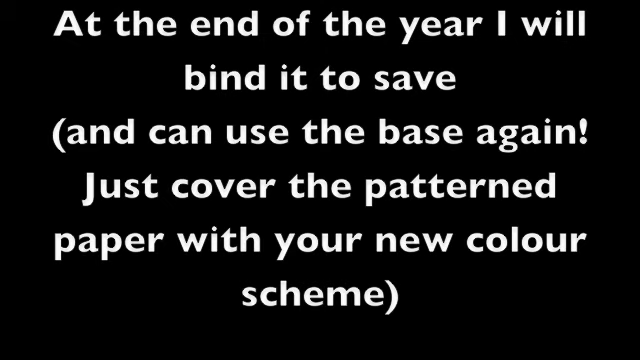 At the end of the year I will
bind it to save
(and can use the base again!
Just cover the patterned
paper with your new colour
scheme)